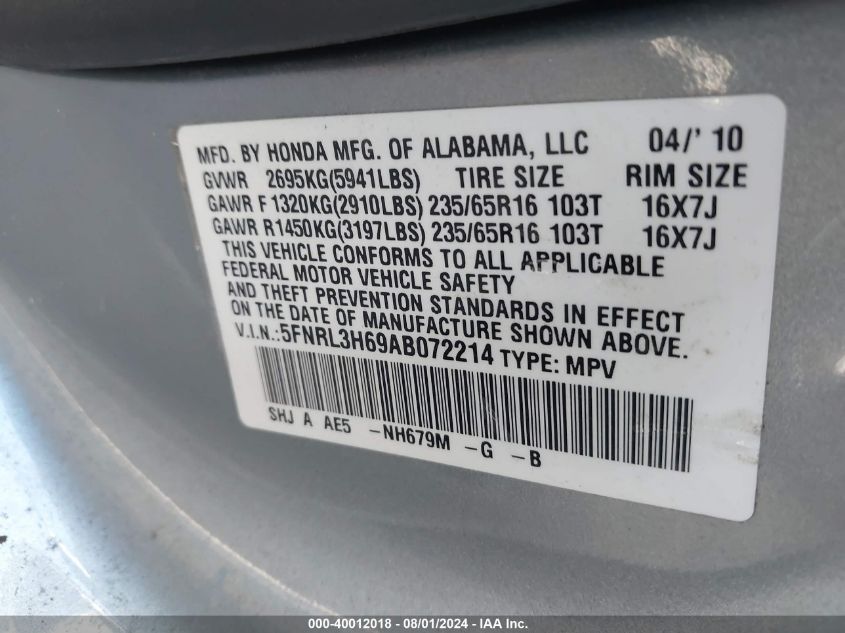 MFD. BY HONDA MFG. OF ALABAMA, LLC 04/' 10
GVWR 2695KG(5941LBS) TIRE SIZE RIM SIZE
GAWR F 1320KG(2910LBS) 235/65R16 103T 16X7J
GAWR R1450KG(3197LBS) 235/65R16 103T 16X7J
THIS VEHICLE CONFORMS TO ALL APPLICABLE
FEDERAL MOTOR VEHICLE SAFETY
AND THEFT PREVENTION STANDARDS IN EFFECT
ON THE DATE OF MANUFACTURE SHOWN ABOVE.
V.I.N.:5FNRL3H69AB072214 TYPE: MPV
SHJ A AE5 -NH679M -G -B
000-40012018 - 08/01/2024 - IAA Inc.